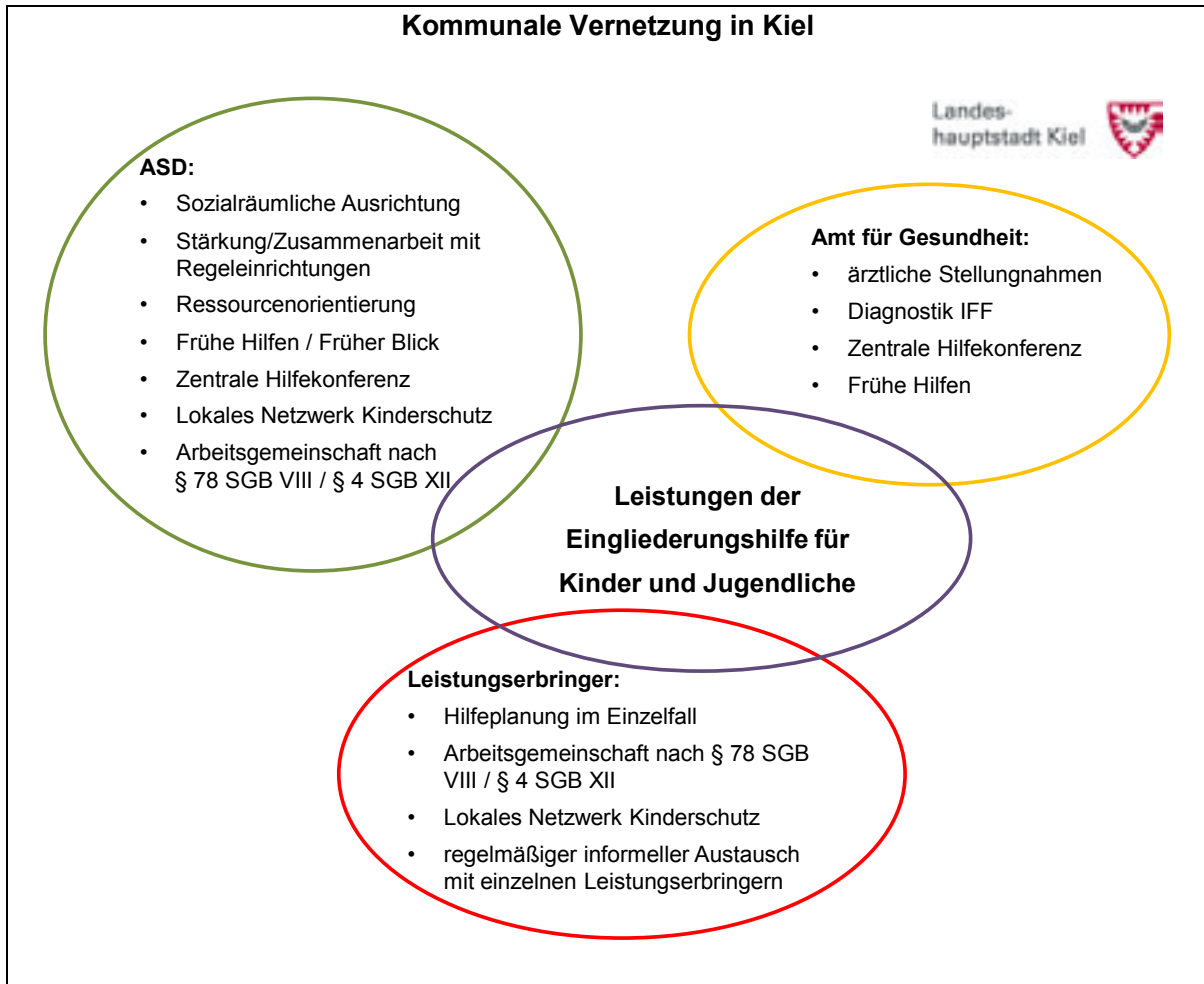 Kommunale Vernetzung in Kiel
Landes-
hauptstadt Kiel
ASD:
• Sozialräumliche Ausrichtung
• Stärkung/Zusammenarbeit mit
Regeleinrichtungen
• Ressourcenorientierung
• Frühe Hilfen / Früher Blick
• Zentrale Hilfekonferenz
• Lokales Netzwerk Kinderschutz
• Arbeitsgemeinschaft nach
§ 78 SGB VIII / § 4 SGB XII
Amt für Gesundheit:
• ärztliche Stellungnahmen
• Diagnostik IFF
• Zentrale Hilfekonferenz
• Frühe Hilfen
Leistungen der
Eingliederungshilfe für
Kinder und Jugendliche
Leistungserbringer:
• Hilfeplanung im Einzelfall
• Arbeitsgemeinschaft nach § 78 SGB
VIII / § 4 SGB XII
• Lokales Netzwerk Kinderschutz
• regelmäßiger informeller Austausch
mit einzelnen Leistungserbringern